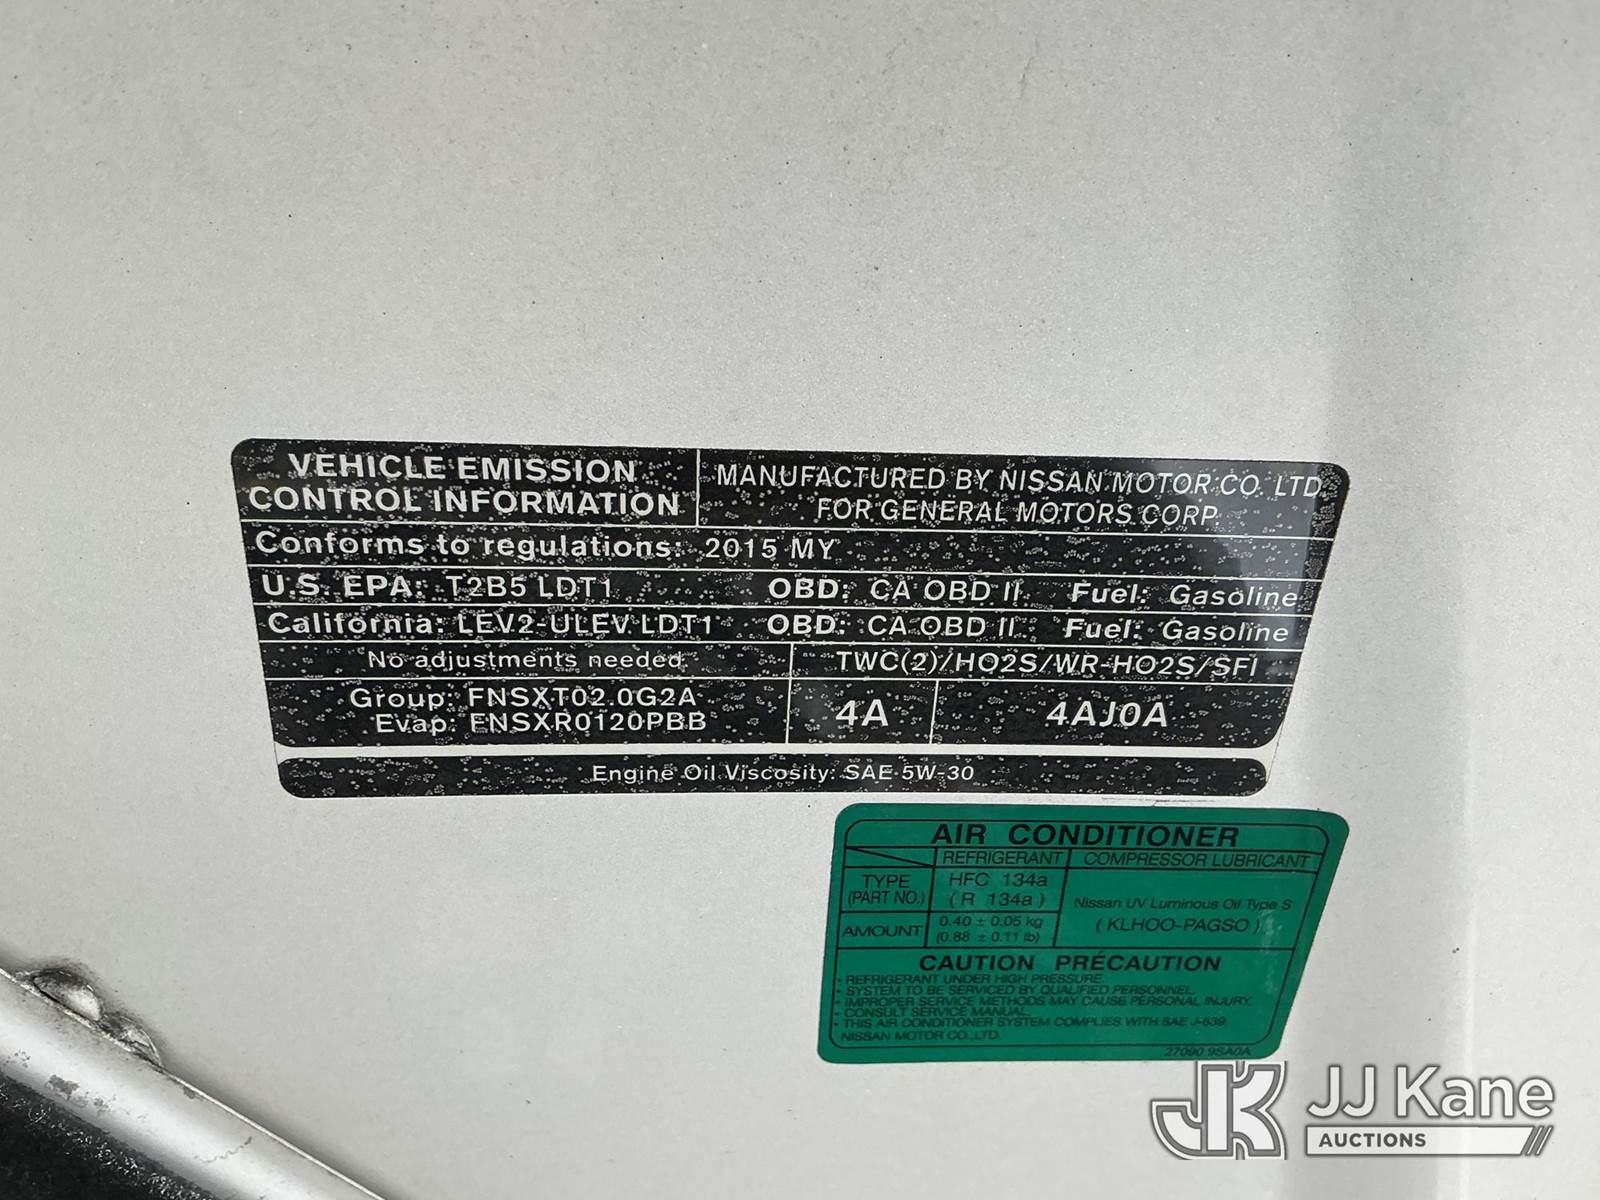 VEHICLE EMISSION
CONTROL INFORMATION
MANUFACTURED BY NISSAN MOTOR CO. LTD.
FOR GENERAL MOTORS CORP.
Conforms to regulations: 2015 MY
U.S. EPA: T2B5 LDT1 OBD: CA OBD II Fuel: Gasoline
California: LEV2-ULEV LDT1 OBD: CA OBD II Fuel: Gasoline
No adjustments needed.
TWC(2)/HO2S/WR-HO2S/SFI
Group: FNSXT02.0G2A
Evap: FNSXR0120PBB
4A
4AJ0A
Engine Oil Viscosity: SAE 5W-30
AIR CONDITIONER
REFRIGERANT COMPRESSOR LUBRICANT
TYPE
(PART NO.)
HFC 134a
( R 134a )
Nissan UV Luminous Oil Type S
( KLH00-PAGS0 )
AMOUNT
0.40 ± 0.05 kg
(0.88 ± 0.11 lb)
CAUTION PRÉCAUTION
• REFRIGERANT UNDER HIGH PRESSURE.
• SYSTEM TO BE SERVICED BY QUALIFIED PERSONNEL.
• IMPROPER SERVICE METHODS MAY CAUSE PERSONAL INJURY.
• CONSULT SERVICE MANUAL.
• THIS AIR CONDITIONER SYSTEM COMPLIES WITH SAE J-639.
NISSAN MOTOR CO.,LTD.
27090 9SA0A
JK
JJ Kane
AUCTIONS